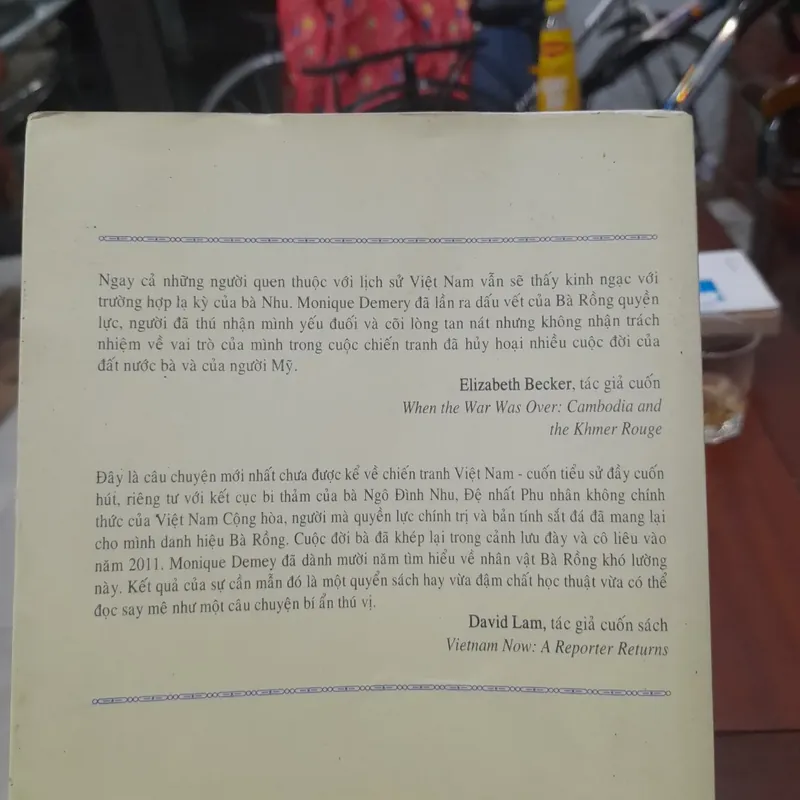 Ngay cả những người quen thuộc với lịch sử Việt Nam vẫn sẽ thấy kinh ngạc với
trường hợp lạ kỳ của bà Nhu. Monique Demery đã lần ra dấu vết của Bà Rồng quyền
lực, người đã thú nhận mình yếu đuối và cõi lòng tan nát nhưng không nhận trách
nhiệm về vai trò của mình trong cuộc chiến tranh đã hủy hoại nhiều cuộc đời của
đất nước bà và của người Mỹ.
Elizabeth Becker, tác giả cuốn
When the War Was Over: Cambodia and
the Khmer Rouge
Đây là câu chuyện mới nhất chưa được kể về chiến tranh Việt Nam - cuốn tiểu sử đầy cuốn
hút, riêng tư với kết cục bi thảm của bà Ngô Đình Nhu, Đệ nhất Phu nhân không chính
thức của Việt Nam Cộng hòa, người mà quyền lực chính trị và bản tính sắt đá đã mang lại
cho mình danh hiệu Bà Rồng. Cuộc đời bà đã khép lại trong cảnh lưu đày và cô liêu vào
năm 2011. Monique Demey đã dành mười năm tìm hiểu về nhân vật Bà Rồng khó lường
này. Kết quả của sự cần mẫn đó là một quyển sách hay vừa đậm chất học thuật vừa có thể
đọc say mê như một câu chuyện bí ẩn thú vị.
David Lam, tác giả cuốn sách
Vietnam Now: A Reporter Returns